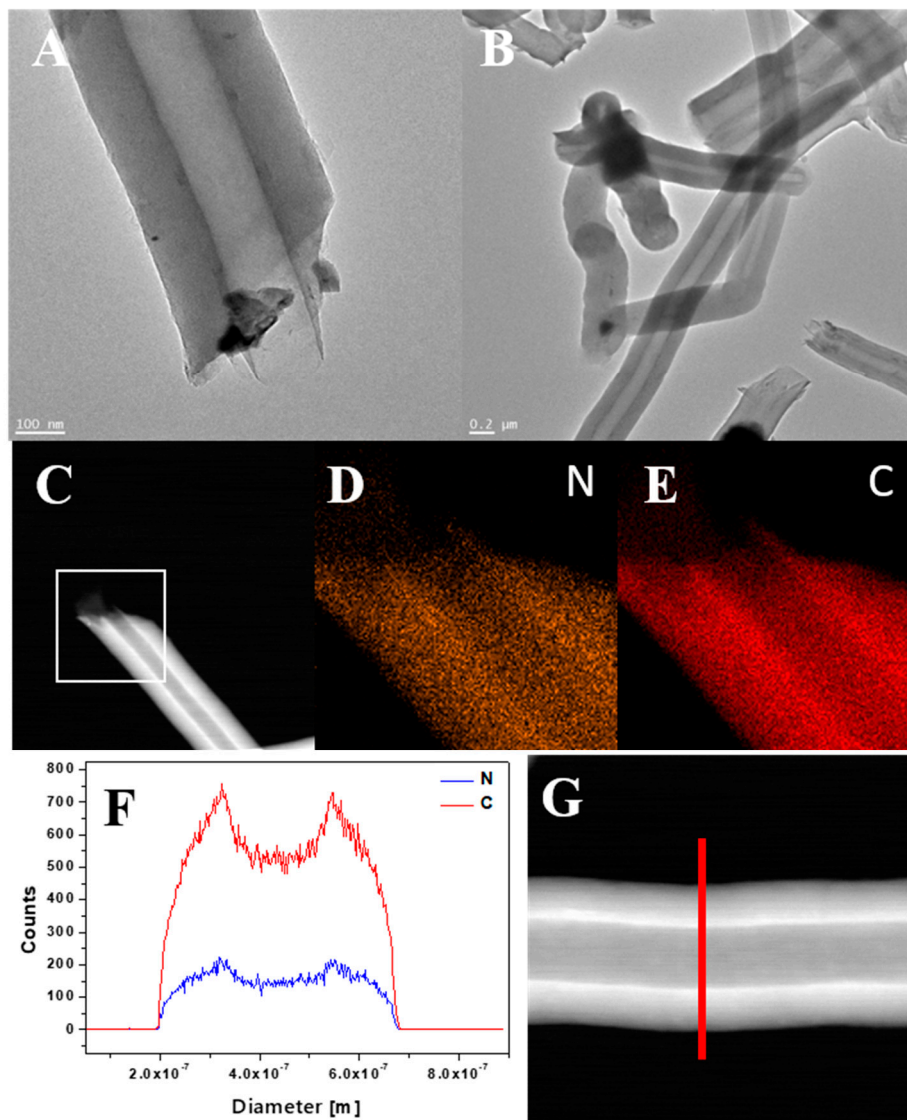 A
B
100 nm
0.2 µm
C
D
N
E
C
F
N
C
800
700
600
500
400
300
200
100
0
Counts
2.0x10⁻⁷
4.0x10⁻⁷
6.0x10⁻⁷
8.0x10⁻⁷
Diameter [m]
G